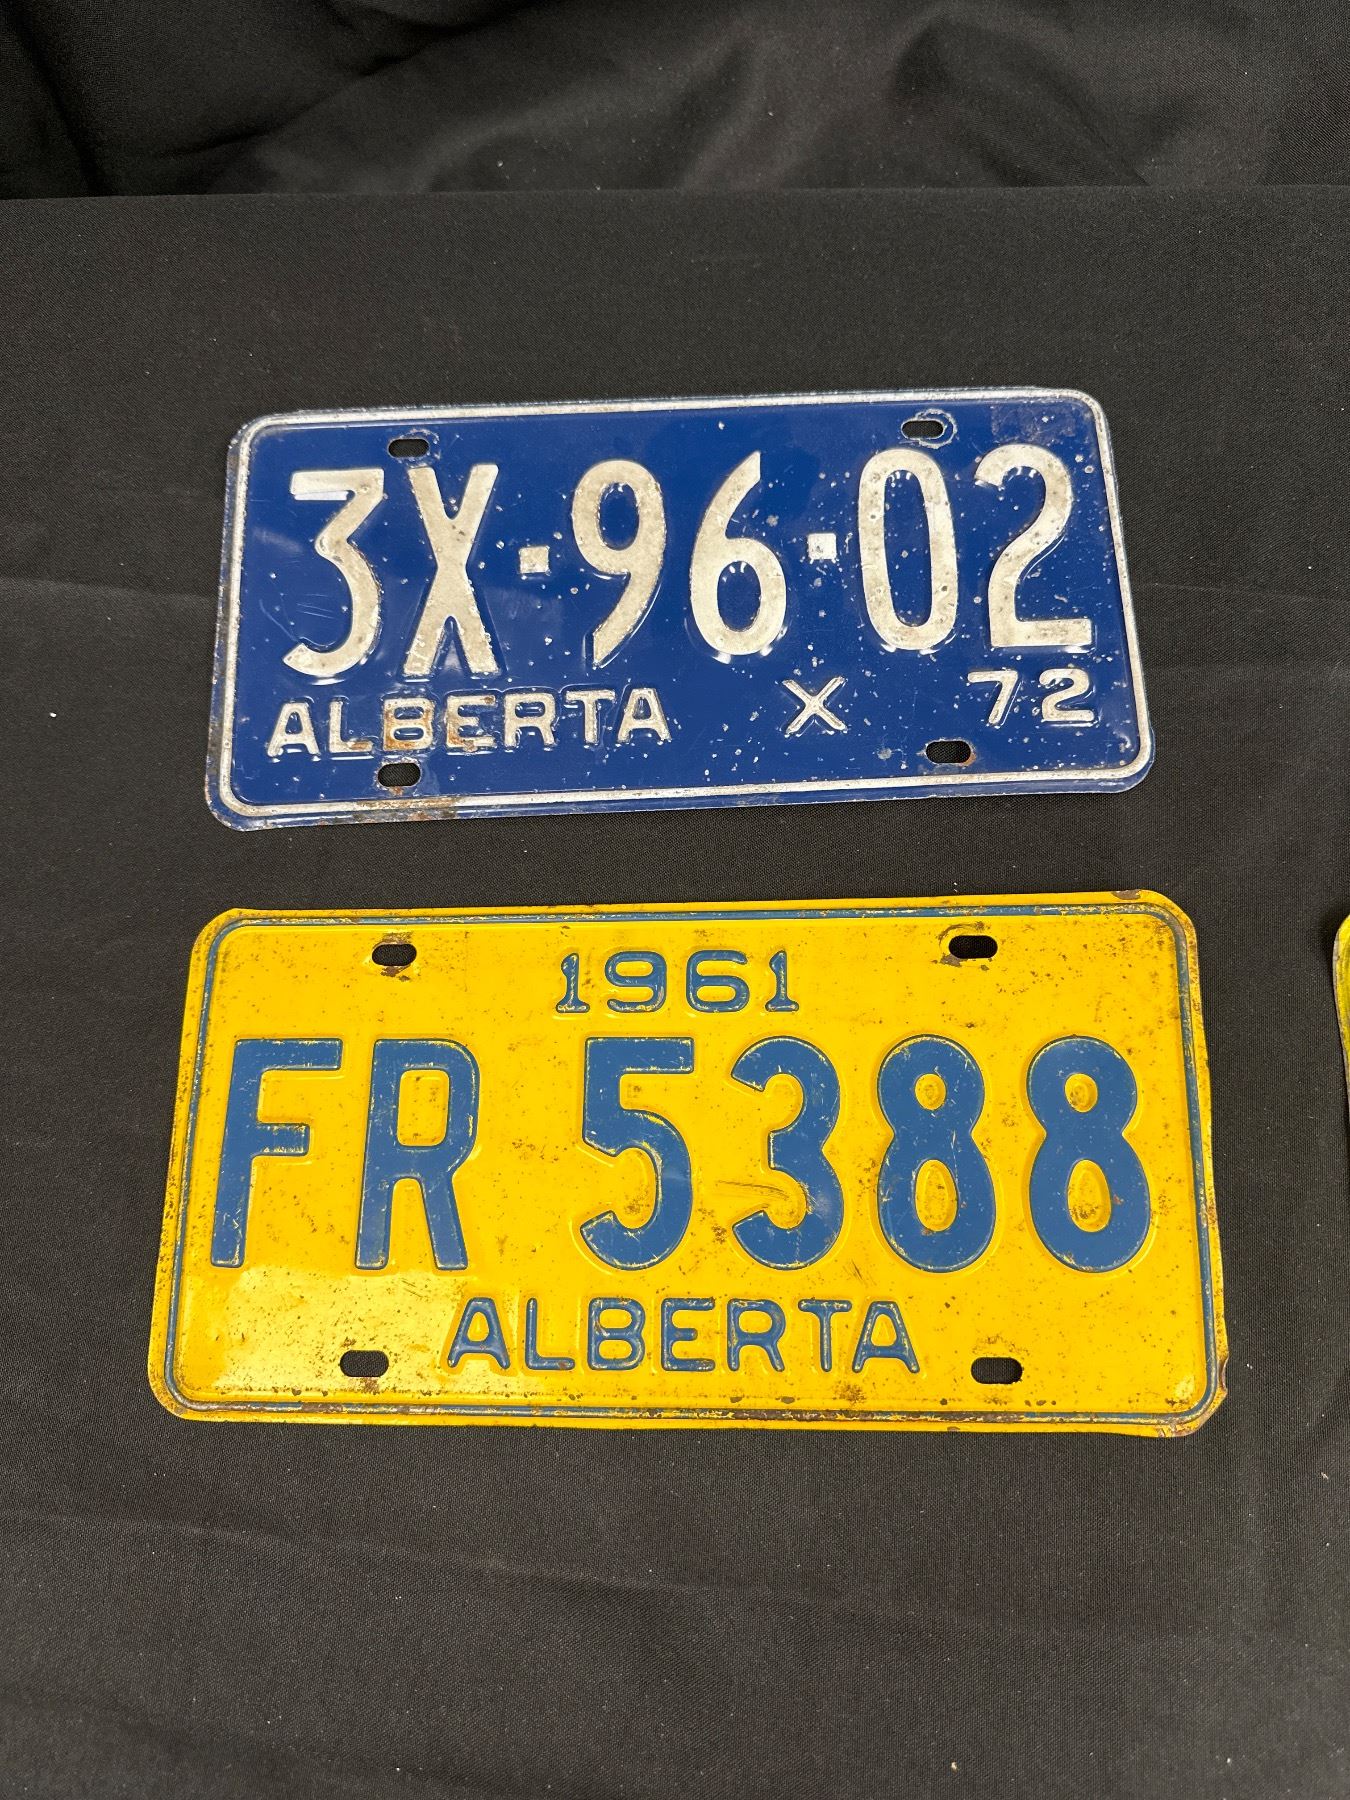 3X-96-02
ALBERTA X 72
1961
FR 5388
ALBERTA